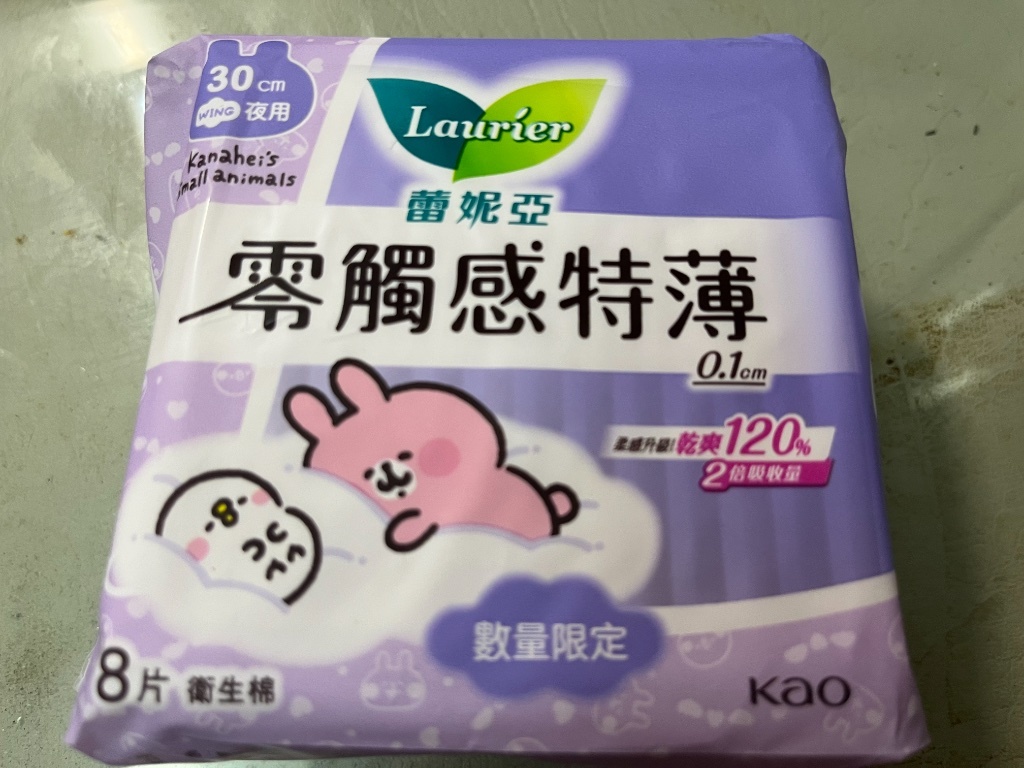 30 cm
WING 夜用
Kanahei's
Small animals
Laurier
蕾妮亞
零觸感特薄
0.1cm
柔感升級! 乾爽120%
2倍吸收量
數量限定
8片 衛生棉
Kao